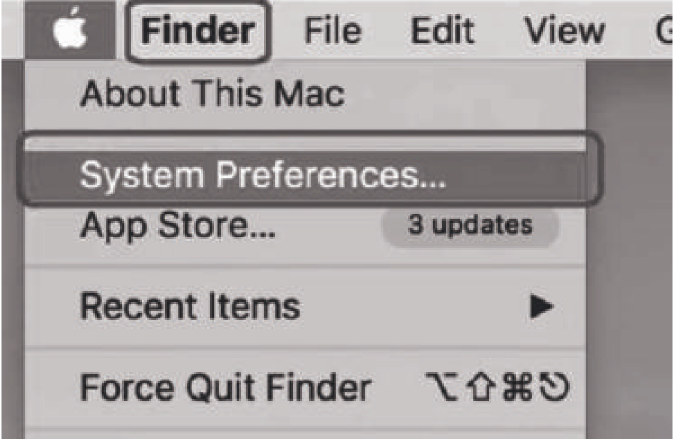 Finder File Edit View
About This Mac
System Preferences...
App Store... 3 updates
Recent Items ▶
Force Quit Finder ⌥⇧⌘⎋